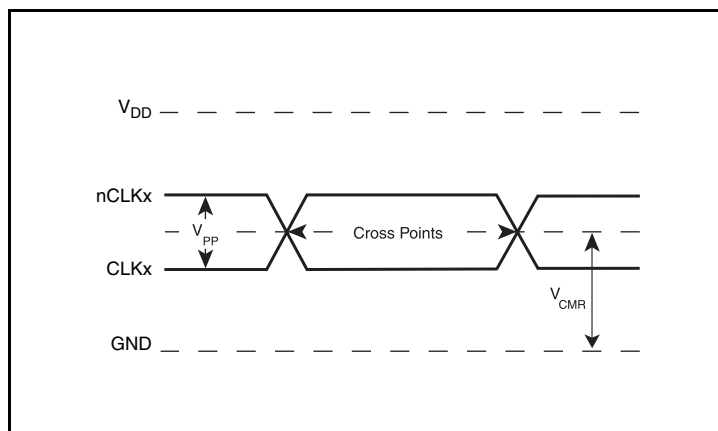 VDD
nCLKx
VPP
Cross Points
CLKx
VCMR
GND